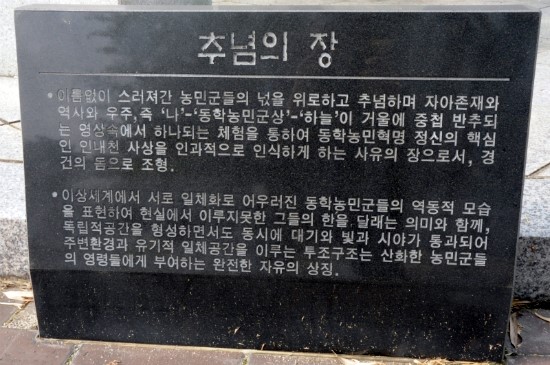 추념의 장
• 이름없이 스러져간 농민군들의 넋을 위로하고 추념하며 자아존재와
역사와 우주,즉 '나'-'동학농민군상'-'하늘'이 거울에 중첩 반추되
는 영상속에서 하나되는 체험을 통하여 동학농민혁명 정신의 핵심
인 인내천 사상을 인과적으로 인식하게 하는 사유의 장으로서, 경
건의 돔으로 조형.
• 이상세계에서 서로 일체화로 어우러진 동학농민군들의 역동적 모습
을 표현하여 현실에서 이루지못한 그들의 한을 달래는 의미와 함께,
독립적공간을 형성하면서도 동시에 대기와 빛과 시야가 통과되어
주변환경과 유기적 일체공간을 이루는 투조구조는 산화한 농민군들
의 영령들에게 부여하는 완전한 자유의 상징.